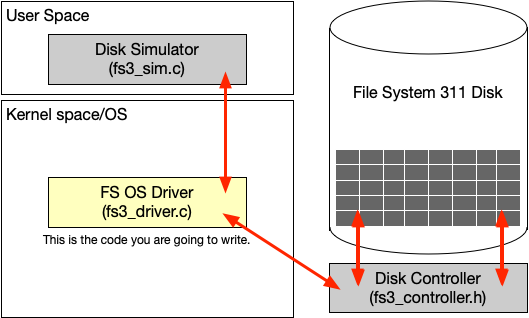 User Space
Disk Simulator
(fs3_sim.c)
Kernel space/OS
FS OS Driver
(fs3_driver.c)
This is the code you are going to write.
File System 311 Disk
Disk Controller
(fs3_controller.h)